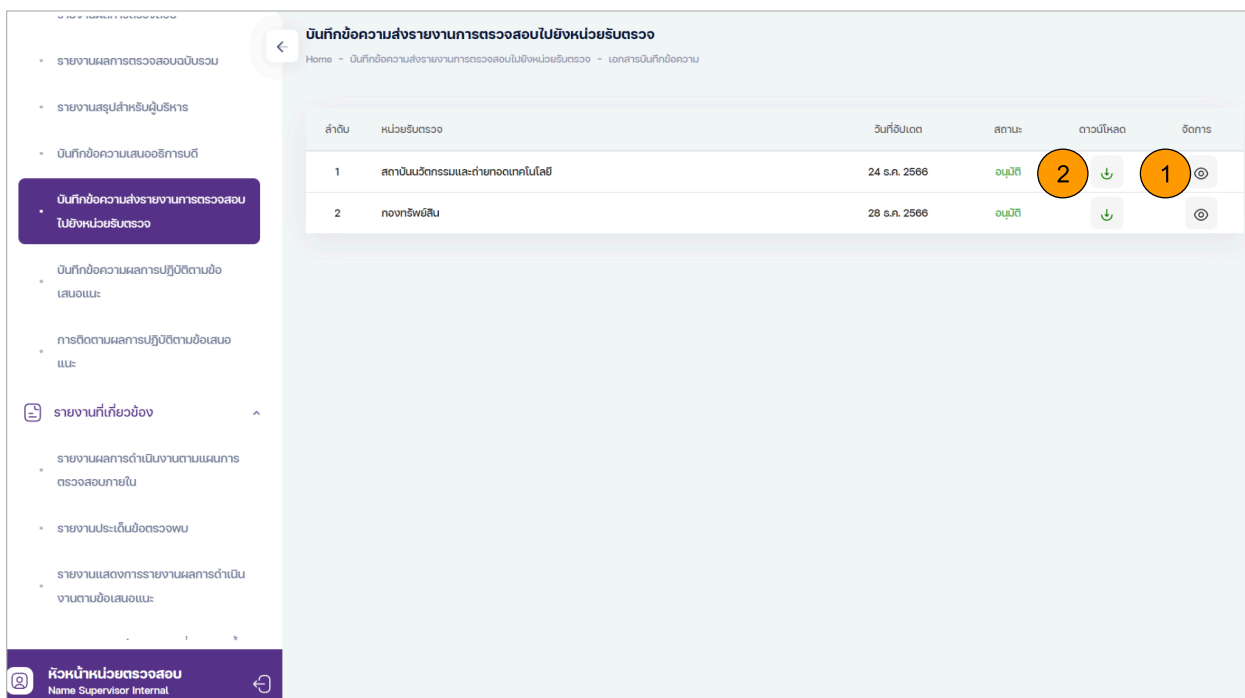 รายงานผลการตรวจสอบฉบับรวม
รายงานสรุปสำหรับผู้บริหาร
บันทึกข้อความเสนออธิการบดี
บันทึกข้อความส่งรายงานการตรวจสอบ
ไปยังหน่วยรับตรวจ
บันทึกข้อความผลการปฏิบัติตามข้อ
เสนอแนะ
การติดตามผลการปฏิบัติตามข้อเสนอ
แนะ
รายงานที่เกี่ยวข้อง
รายงานผลการดำเนินงานตามแผนการ
ตรวจสอบภายใน
รายงานประเด็นข้อตรวจพบ
รายงานแสดงการรายงานผลการดำเนิน
งานตามข้อเสนอแนะ
หัวหน้าหน่วยตรวจสอบ
Name Supervisor Internal
บันทึกข้อความส่งรายงานการตรวจสอบไปยังหน่วยรับตรวจ
Home - บันทึกข้อความส่งรายงานการตรวจสอบไปยังหน่วยรับตรวจ - เอกสารบันทึกข้อความ
ลำดับ หน่วยรับตรวจ วันที่อัปเดต สถานะ ดาวน์โหลด จัดการ
1 สถาบันนวัตกรรมและถ่ายทอดเทคโนโลยี 24 ธ.ค. 2566 อนุมัติ 2 1
2 กองทรัพย์สิน 28 ธ.ค. 2566 อนุมัติ